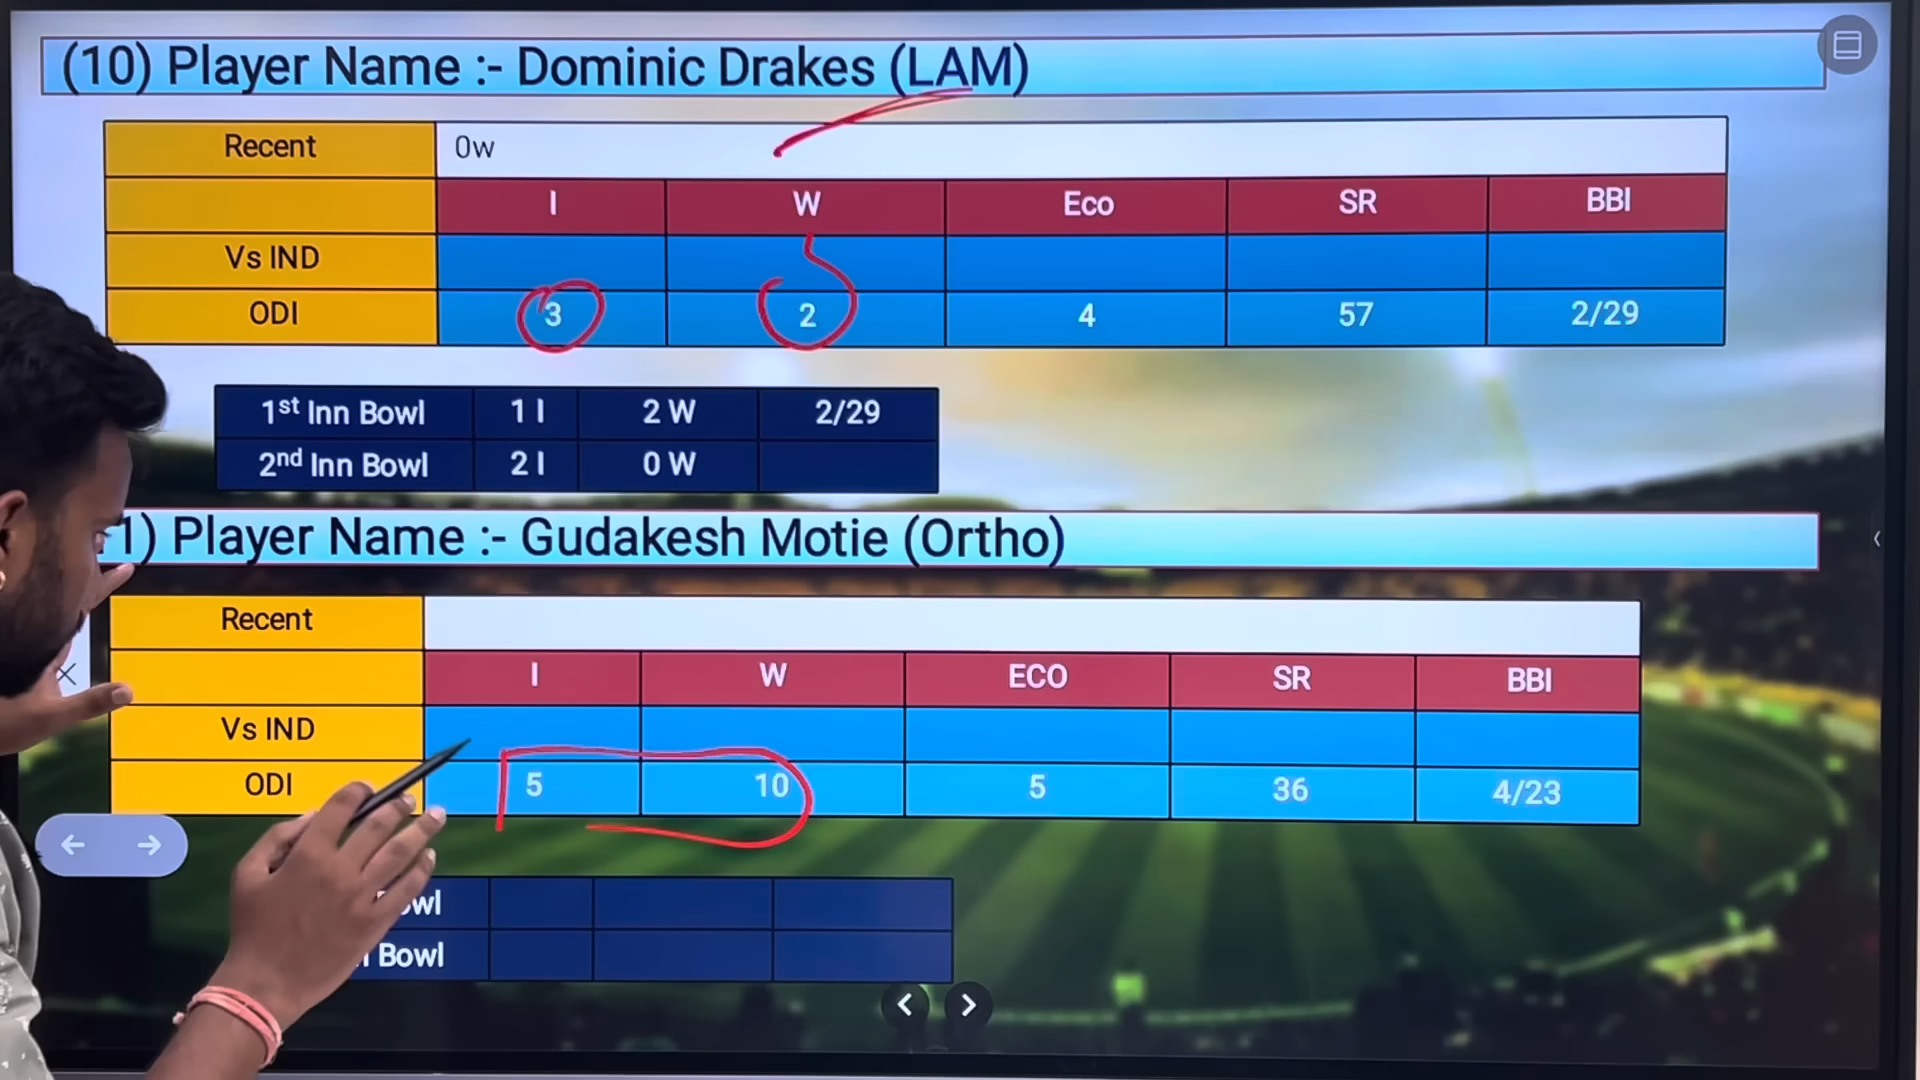 (10) Player Name :- Dominic Drakes (LAM)
Recent 0w
I W Eco SR BBI
Vs IND
ODI 3 2 4 57 2/29
1st Inn Bowl 1 I 2 W 2/29
2nd Inn Bowl 2 I 0 W
1) Player Name :- Gudakesh Motie (Ortho)
Recent
I W ECO SR BBI
Vs IND
ODI 5 10 5 36 4/23
Bowl